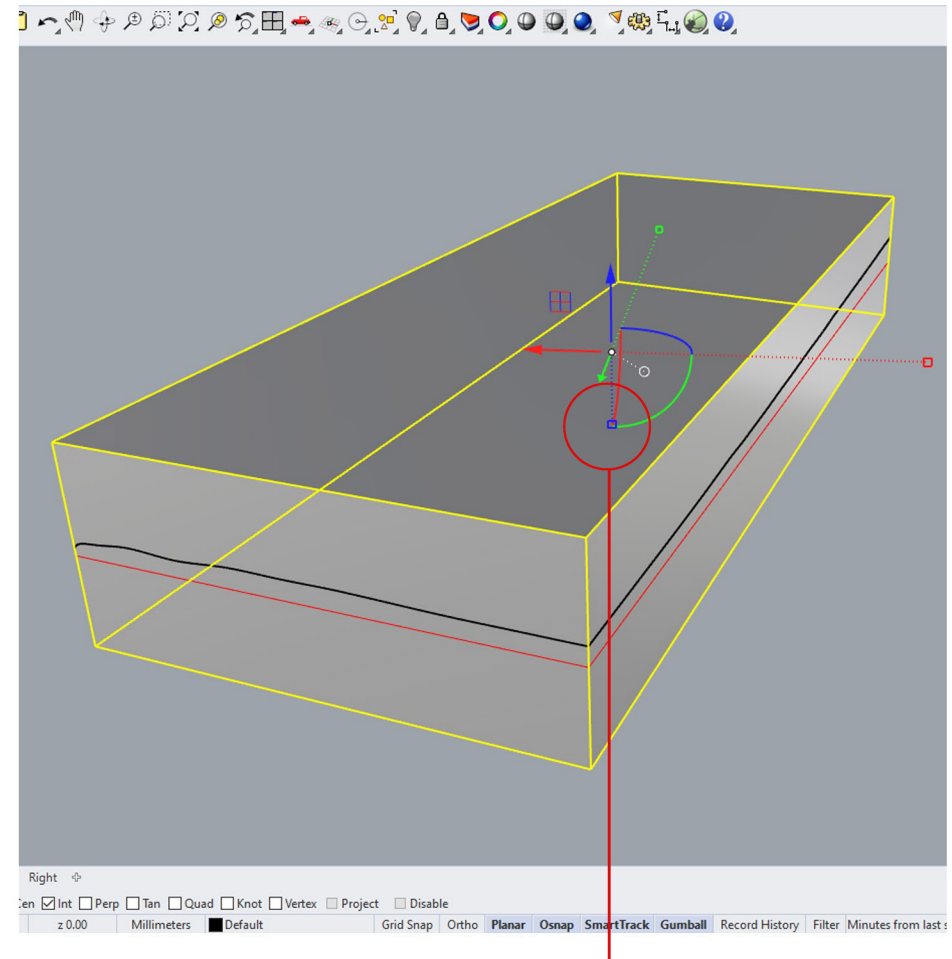 Right
Cen Int Perp Tan Quad Knot Vertex Project Disable
z 0.00 Millimeters Default Grid Snap Ortho Planar Osnap SmartTrack Gumball Record History Filter Minutes from last s